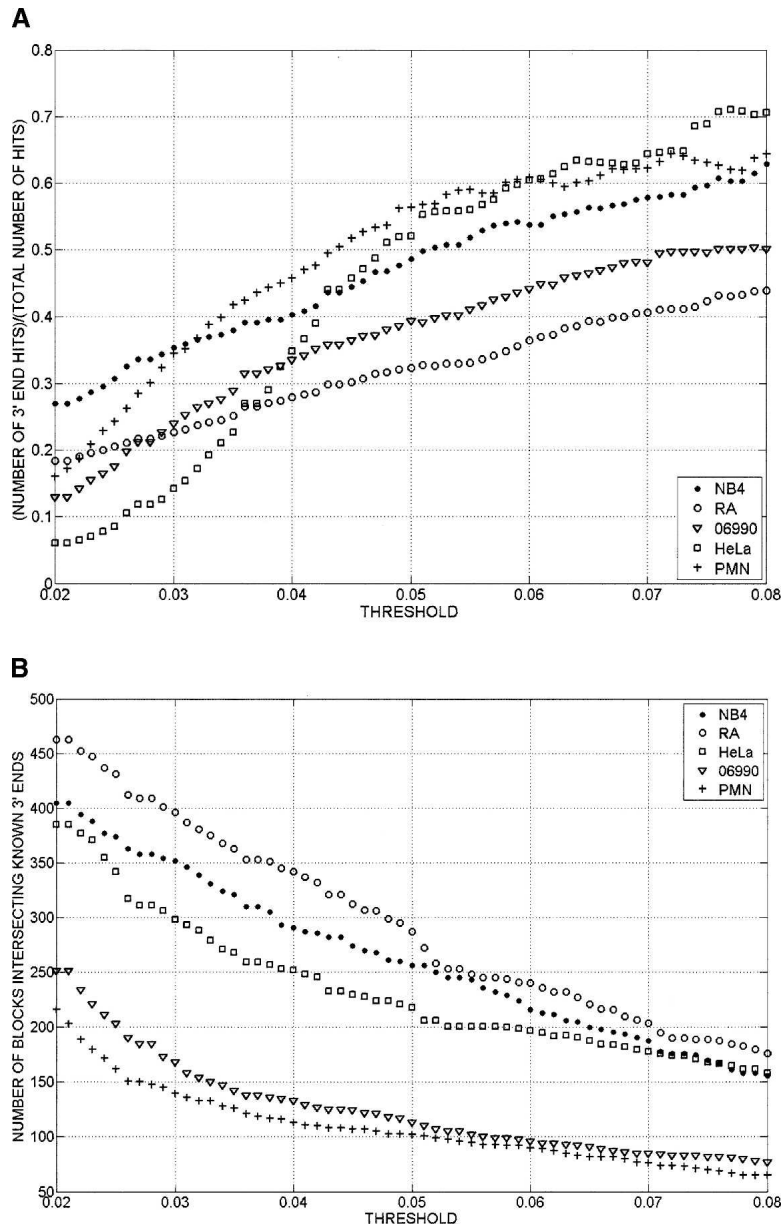 A
(NUMBER OF 3' END HITS)/(TOTAL NUMBER OF HITS)
0.8
0.7
0.6
0.5
0.4
0.3
0.2
0.1
0
0.02
0.03
0.04
0.05
0.06
0.07
0.08
THRESHOLD
NB4
RA
06990
HeLa
PMN
B
NUMBER OF BLOCKS INTERSECTING KNOWN 3' ENDS
500
450
400
350
300
250
200
150
100
50
0.02
0.03
0.04
0.05
0.06
0.07
0.08
THRESHOLD
NB4
RA
HeLa
06990
PMN